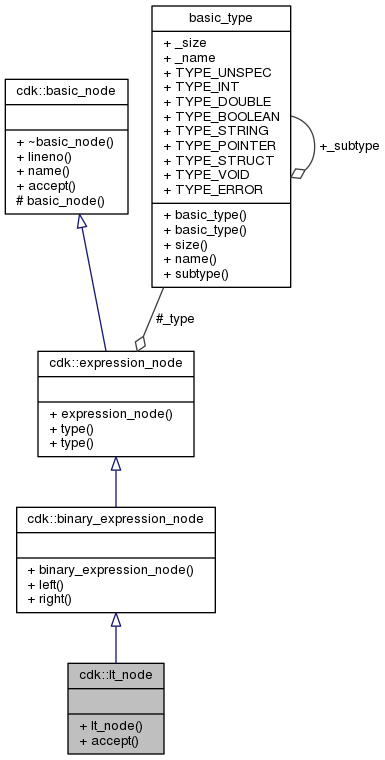 basic_type
+ _size
+ _name
+ TYPE_UNSPEC
+ TYPE_INT
+ TYPE_DOUBLE
+ TYPE_BOOLEAN
+ TYPE_STRING
+ TYPE_POINTER
+ TYPE_STRUCT
+ TYPE_VOID
+ TYPE_ERROR
+ basic_type()
+ basic_type()
+ size()
+ name()
+ subtype()
+_subtype
cdk::basic_node
+ ~basic_node()
+ lineno()
+ name()
+ accept()
# basic_node()
#_type
cdk::expression_node
+ expression_node()
+ type()
+ type()
cdk::binary_expression_node
+ binary_expression_node()
+ left()
+ right()
cdk::lt_node
+ lt_node()
+ accept()